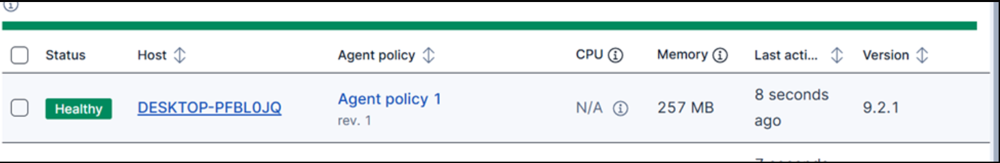 Status Host Agent policy CPU Memory Last acti... Version
Healthy DESKTOP-PFBL0JQ Agent policy 1 N/A 257 MB 8 seconds ago 9.2.1
rev. 1